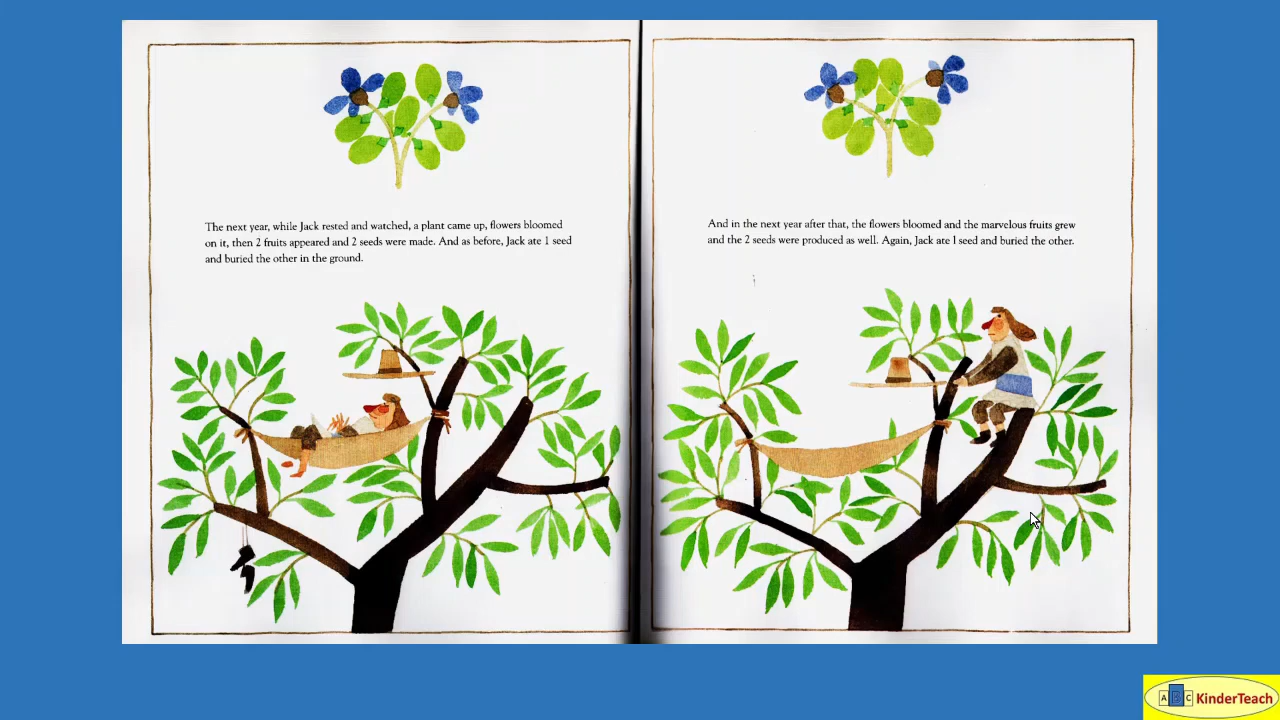 The next year, while Jack rested and watched, a plant came up, flowers bloomed
on it, then 2 fruits appeared and 2 seeds were made. And as before, Jack ate 1 seed
and buried the other in the ground.
And in the next year after that, the flowers bloomed and the marvelous fruits grew
and the 2 seeds were produced as well. Again, Jack ate 1 seed and buried the other.
ABC KinderTeach